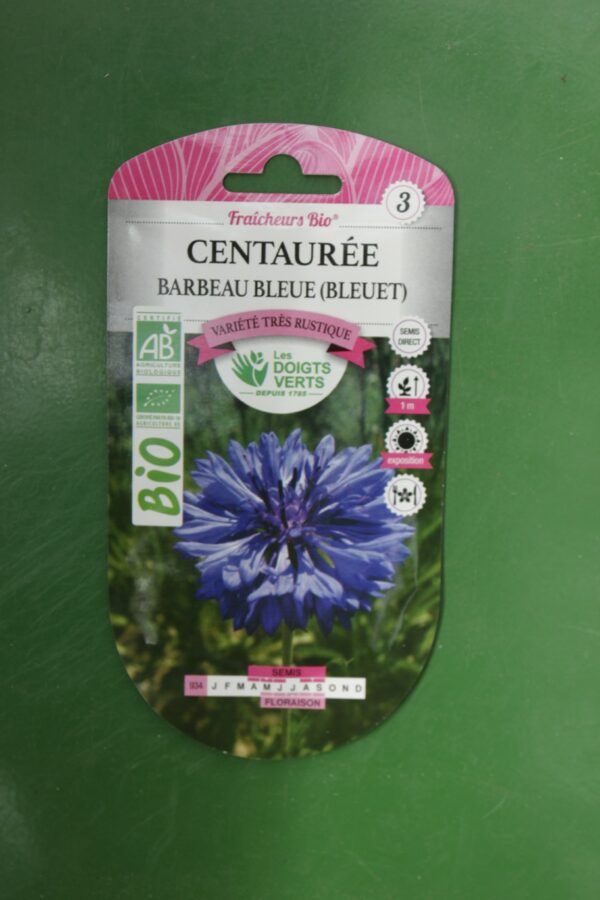 3
Fraîcheurs Bio®
CENTAURÉE
BARBEAU BLEUE (BLEUET)
VARIÉTÉ TRÈS RUSTIQUE
CERTIFIÉ
AB
AGRICULTURE
BIOLOGIQUE
Les
DOIGTS
VERTS
DEPUIS 1785
SEMIS
DIRECT
1 m
exposition
BiO
SEMIS
934 J F M A M J J A S O N D
FLORAISON